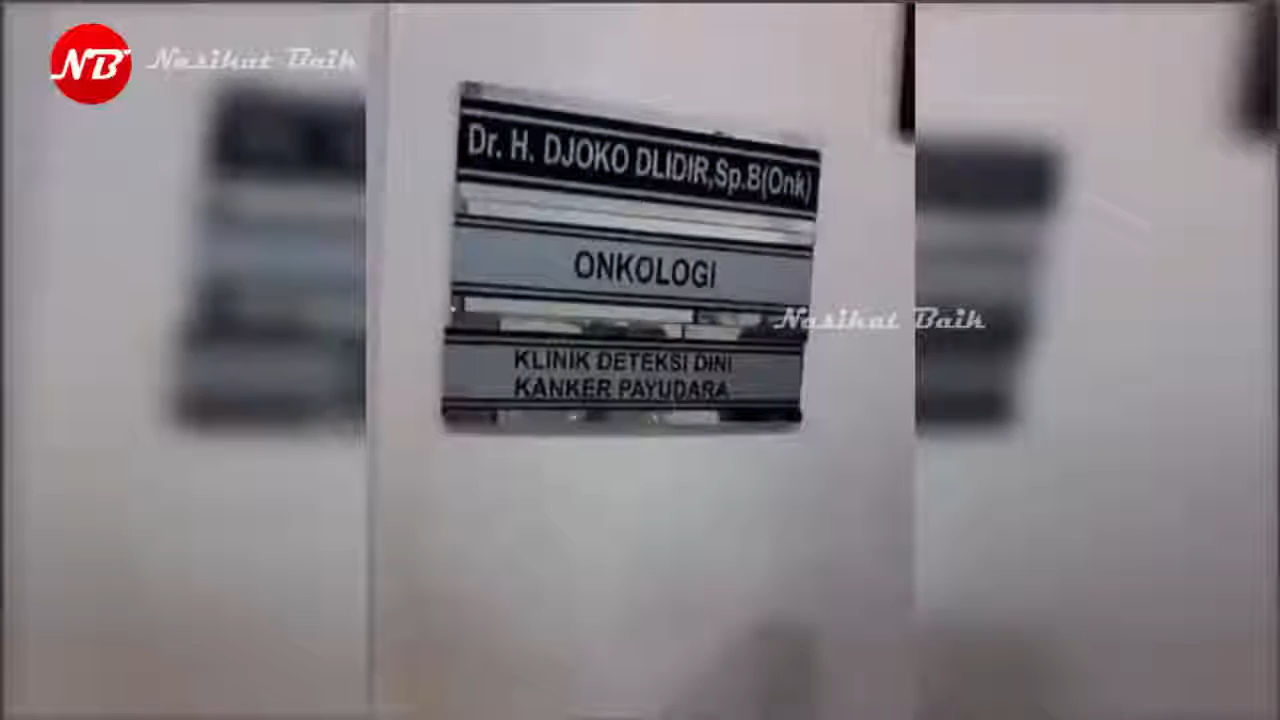 NB Nasihat Baik
Dr. H. DJOKO DLIDIR,Sp.B(Onk)
ONKOLOGI
Nasihat Baik
KLINIK DETEKSI DINI
KANKER PAYUDARA